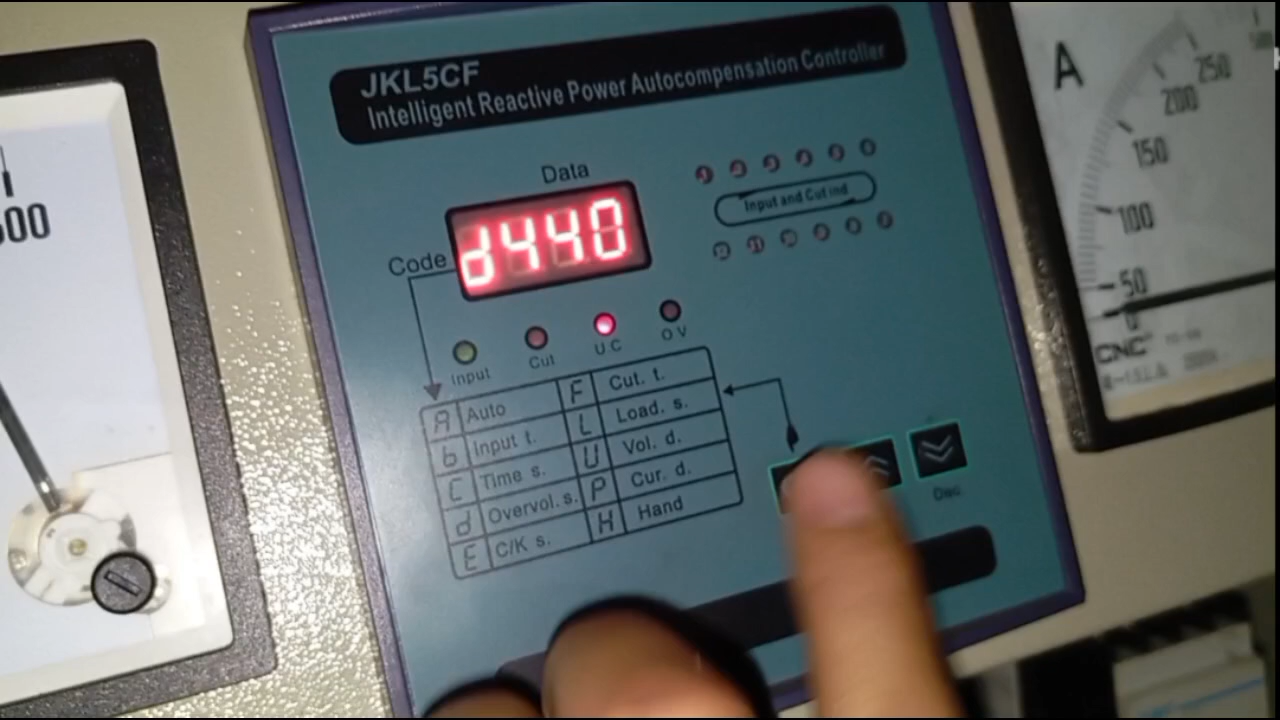 JKL5CF
Intelligent Reactive Power Autocompensation Controller
Data
Code
d440
Input and Cut ind
Input
Cut
U C
O V
A Auto F Cut. t.
b Input t. L Load. s.
C Time s. U Vol. d.
d Overvol. s. P Cur. d.
E C/K s. H Hand
Dec
A
250
200
150
100
50
0
CNC